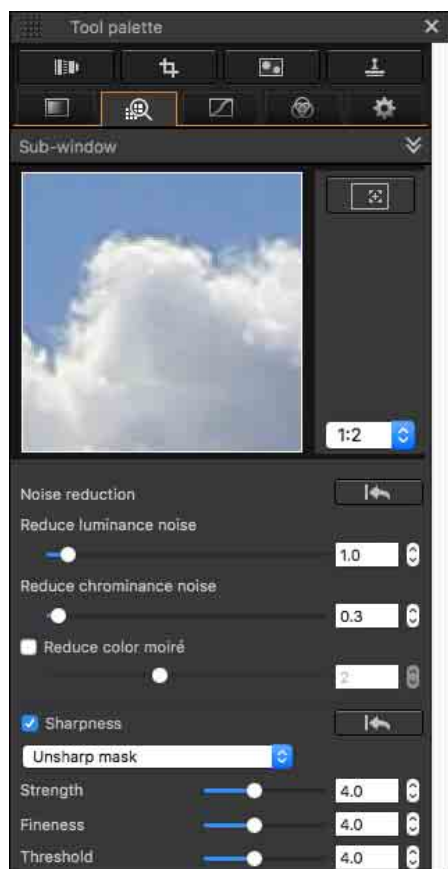 Tool palette
Sub-window
1:2
Noise reduction
Reduce luminance noise
1.0
Reduce chrominance noise
0.3
Reduce color moiré
2
Sharpness
Unsharp mask
Strength 4.0
Fineness 4.0
Threshold 4.0